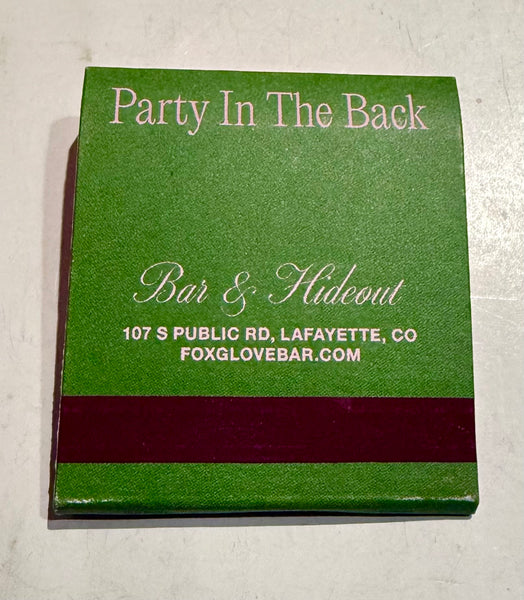 Party In The Back
Bar & Hideout
107 S PUBLIC RD, LAFAYETTE, CO
FOXGLOVEBAR.COM